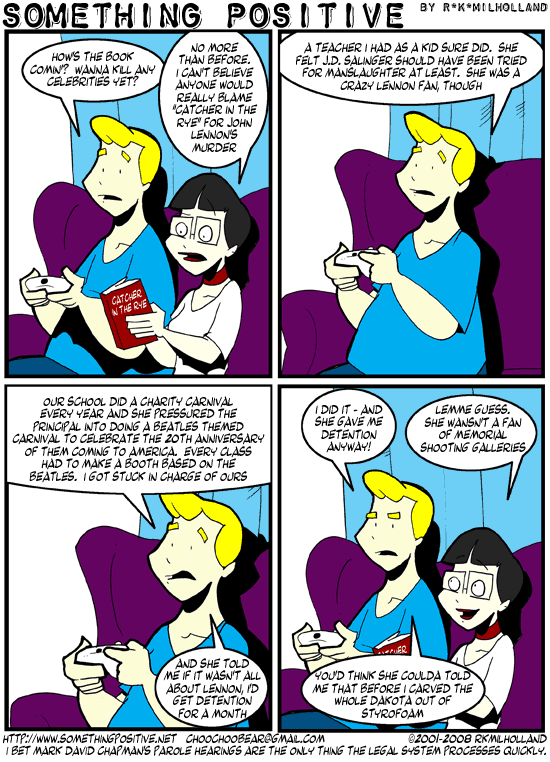 SOMETHING POSITIVE BY R*K*MILHOLLAND
HOW'S THE BOOK
COMIN'? WANNA KILL ANY
CELEBRITIES YET?
NO MORE
THAN BEFORE.
I CAN'T BELIEVE
ANYONE WOULD
REALLY BLAME
"CATCHER IN THE
RYE" FOR JOHN
LENNON'S
MURDER
CATCHER
IN THE RYE
A TEACHER I HAD AS A KID SURE DID. SHE
FELT J.D. SALINGER SHOULD HAVE BEEN TRIED
FOR MANSLAUGHTER AT LEAST. SHE WAS A
CRAZY LENNON FAN, THOUGH
OUR SCHOOL DID A CHARITY CARNIVAL
EVERY YEAR AND SHE PRESSURED THE
PRINCIPAL INTO DOING A BEATLES THEMED
CARNIVAL TO CELEBRATE THE 20TH ANNIVERSARY
OF THEM COMING TO AMERICA. EVERY CLASS
HAD TO MAKE A BOOTH BASED ON THE
BEATLES. I GOT STUCK IN CHARGE OF OURS
AND SHE TOLD
ME IF IT WASN'T ALL
ABOUT LENNON, I'D
GET DETENTION
FOR A MONTH
I DID IT - AND
SHE GAVE ME
DETENTION
ANYWAY!
LEMME GUESS.
SHE WANSN'T A FAN
OF MEMORIAL
SHOOTING GALLERIES
CATCHER
YOU'D THINK SHE COULDA TOLD
ME THAT BEFORE I CARVED THE
WHOLE DAKOTA OUT OF
STYROFOAM
HTTP://WWW.SOMETHINGPOSITIVE.NET CHOOCHOOBEAR@GMAIL.COM ©2001-2008 RKMILHOLLAND
I BET MARK DAVID CHAPMAN'S PAROLE HEARINGS ARE THE ONLY THING THE LEGAL SYSTEM PROCESSES QUICKLY.